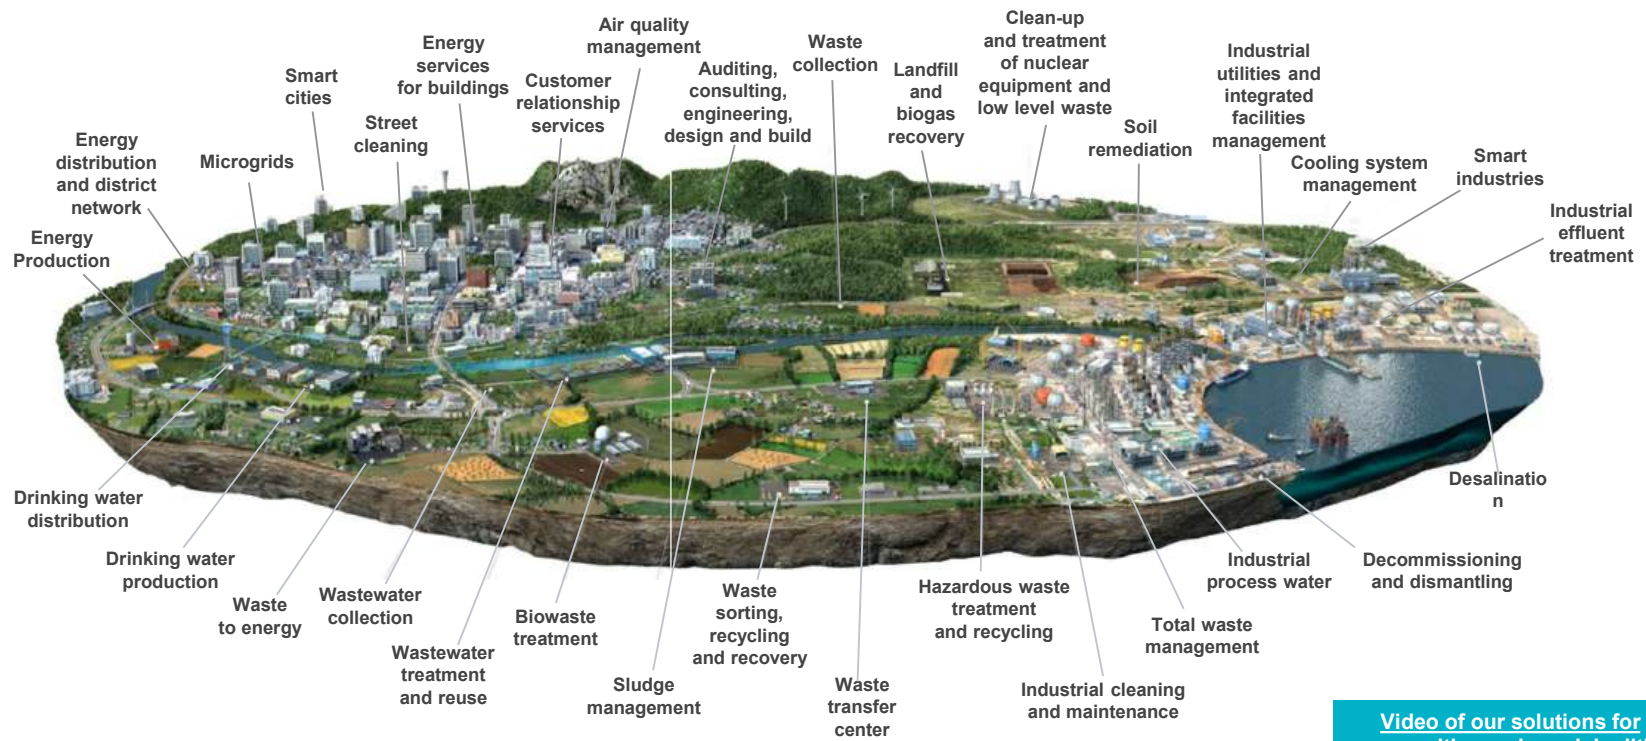 Air quality
management
Clean-up
and treatment
of nuclear
equipment and
low level waste
Energy
services
for buildings
Waste
collection
Industrial
utilities and
integrated
facilities
management
Smart
cities
Customer
relationship
services
Auditing,
consulting,
engineering,
design and build
Landfill
and
biogas
recovery
Street
cleaning
Soil
remediation
Energy
distribution
and district
network
Microgrids
Cooling system
management
Smart
industries
Energy
Production
Industrial
effluent
treatment
Drinking water
distribution
Desalinatio
n
Drinking water
production
Waste
to energy
Wastewater
collection
Wastewater
treatment
and reuse
Biowaste
treatment
Sludge
management
Waste
sorting,
recycling
and recovery
Waste
transfer
center
Hazardous waste
treatment
and recycling
Industrial cleaning
and maintenance
Total waste
management
Industrial
process water
Decommissioning
and dismantling
Video of our solutions for